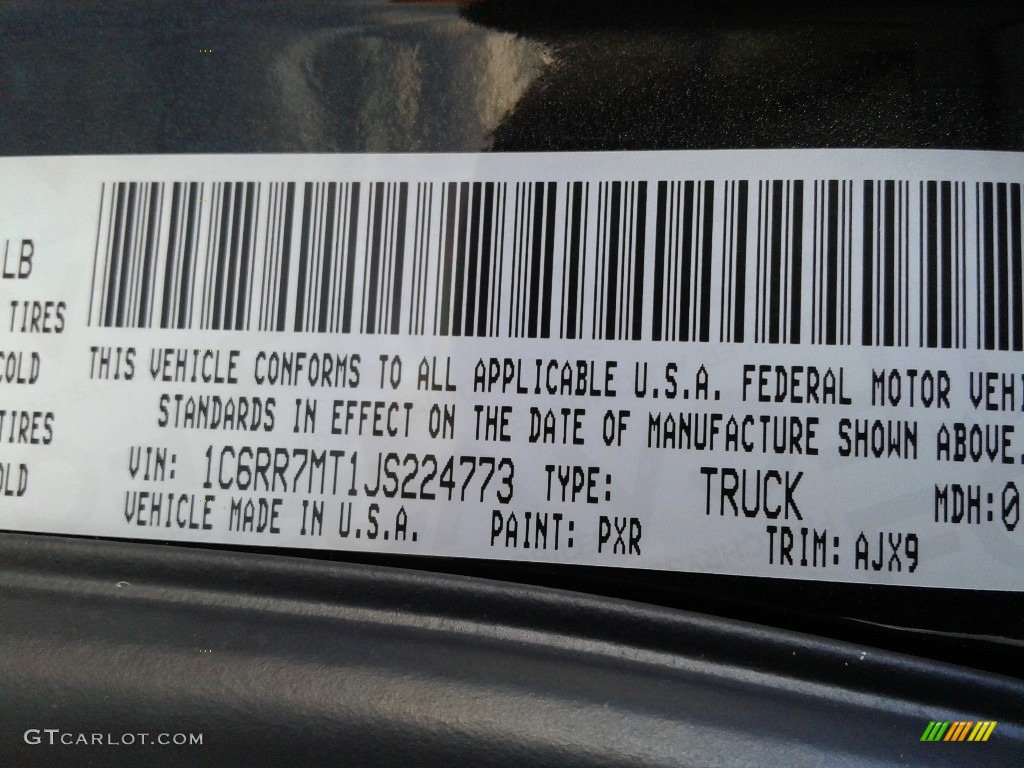 LB
TIRES
COLD
TIRES
OLD
THIS VEHICLE CONFORMS TO ALL APPLICABLE U.S.A. FEDERAL MOTOR VEHI
STANDARDS IN EFFECT ON THE DATE OF MANUFACTURE SHOWN ABOVE.
VIN: 1C6RR7MT1JS224773 TYPE: TRUCK MDH:0
VEHICLE MADE IN U.S.A. PAINT: PXR TRIM: AJX9
GTCARLOT.COM